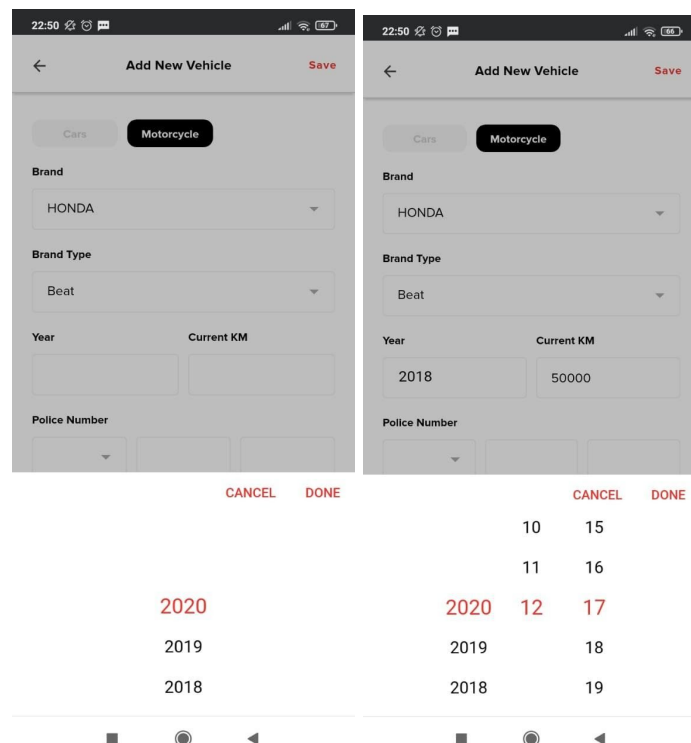 22:50 67
Add New Vehicle Save
Cars Motorcycle
Brand
HONDA
Brand Type
Beat
Year Current KM
Police Number
CANCEL DONE
2020
2019
2018
22:50 66
Add New Vehicle Save
Cars Motorcycle
Brand
HONDA
Brand Type
Beat
Year Current KM
2018 50000
Police Number
CANCEL DONE
10 15
11 16
2020 12 17
2019 18
2018 19